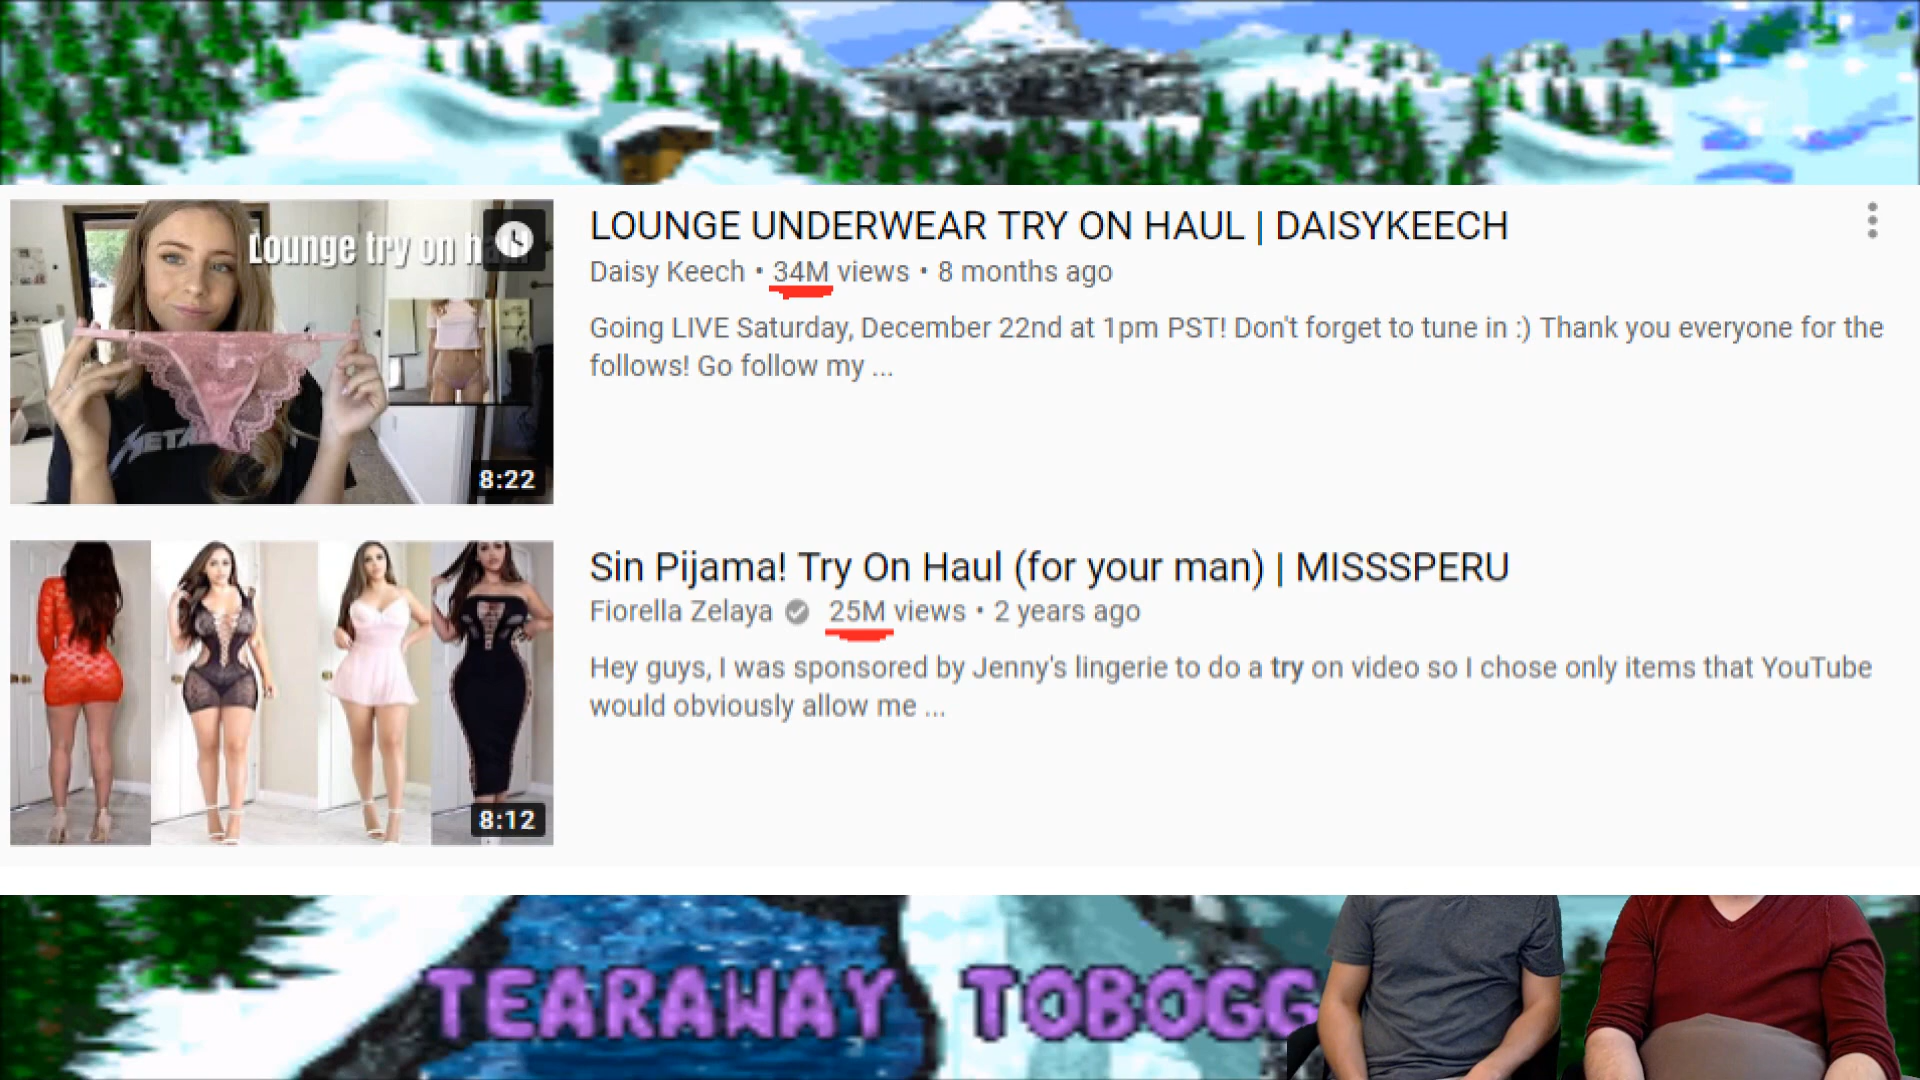 Lounge try on h
META
8:22
LOUNGE UNDERWEAR TRY ON HAUL | DAISYKEECH
Daisy Keech • 34M views • 8 months ago
Going LIVE Saturday, December 22nd at 1pm PST! Don't forget to tune in :) Thank you everyone for the
follows! Go follow my ...
8:12
Sin Pijama! Try On Haul (for your man) | MISSSPERU
Fiorella Zelaya 25M views • 2 years ago
Hey guys, I was sponsored by Jenny's lingerie to do a try on video so I chose only items that YouTube
would obviously allow me ...
TEARAWAY TOBOGG